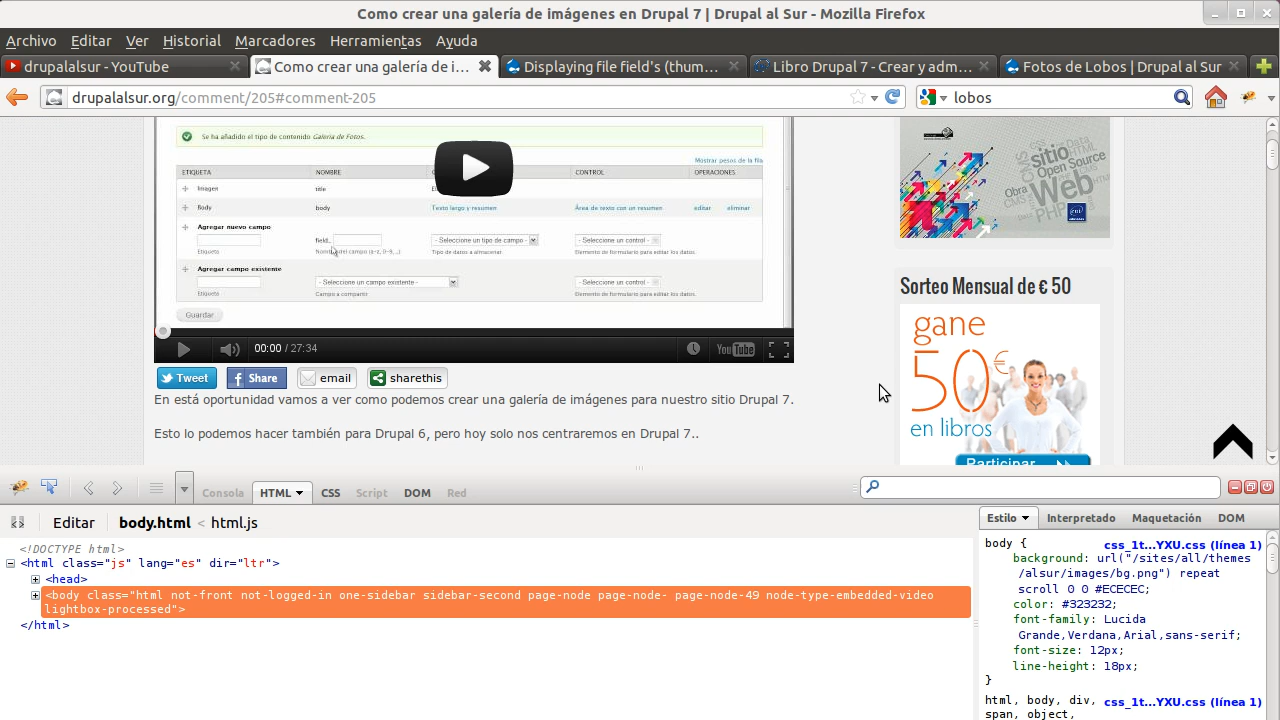 Como crear una galería de imágenes en Drupal 7 | Drupal al Sur - Mozilla Firefox
Archivo Editar Ver Historial Marcadores Herramientas Ayuda
drupalalsur - YouTube
Como crear una galería de i...
Displaying file field's (thum...
Libro Drupal 7 - Crear y adm...
Fotos de Lobos | Drupal al Sur
drupalalsur.org/comment/205#comment-205
lobos
Se ha añadido el tipo de contenido Galeria de Fotos.
Mostrar pesos de la fila
ETIQUETA NOMBRE CONTROL OPERACIONES
Imagen title
Body body Texto largo y resumen Área de texto con un resumen editar eliminar
Agregar nuevo campo
field_ - Seleccione un tipo de campo - - Seleccione un control -
Etiqueta Tipo de datos a almacenar. Elemento de formulario para editar los datos.
Agregar campo existente
- Seleccione un campo existente - - Seleccione un control -
Etiqueta Campo a compartir Elemento de formulario para editar los datos.
Guardar
00:00 / 27:34
YouTube
Tweet
Share
email
sharethis
En está oportunidad vamos a ver como podemos crear una galería de imágenes para nuestro sitio Drupal 7.
Esto lo podemos hacer también para Drupal 6, pero hoy solo nos centraremos en Drupal 7..
sitio
Open Source
Obra
Web
PHP
Sorteo Mensual de € 50
gane
50€
en libros
Participar >>
Consola HTML CSS Script DOM Red
Editar body.html < html.js
<!DOCTYPE html>
<html class="js" lang="es" dir="ltr">
<head>
<body class="html not-front not-logged-in one-sidebar sidebar-second page-node page-node- page-node-49 node-type-embedded-video
lightbox-processed">
</html>
Estilo Interpretado Maquetación DOM
body { css_1t...YXU.css (línea 1)
background: url("/sites/all/themes
/alsur/images/bg.png") repeat
scroll 0 0 #ECECEC;
color: #323232;
font-family: Lucida
Grande,Verdana,Arial,sans-serif;
font-size: 12px;
line-height: 18px;
}
html, body, div, css_1t...YXU.css (línea 1)
span, object,